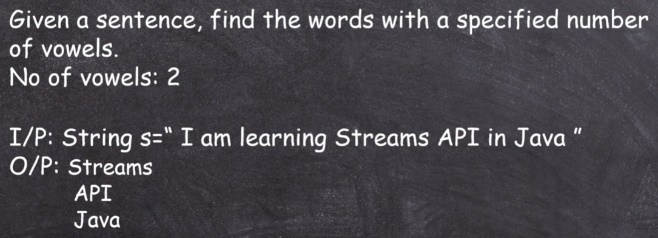 Given a sentence, find the words with a specified number
of vowels.
No of vowels: 2
I/P: String s=" I am learning Streams API in Java "
O/P: Streams
API
Java